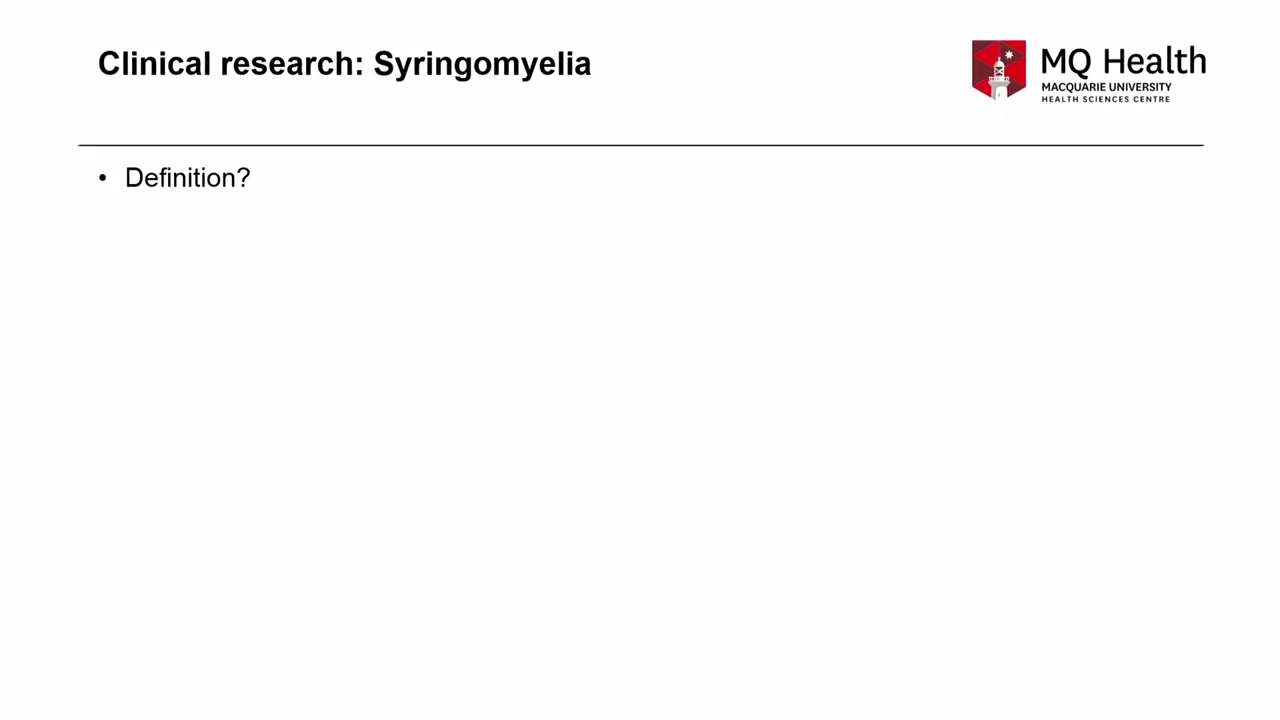 Clinical research: Syringomyelia
MQ Health
MACQUARIE UNIVERSITY
HEALTH SCIENCES CENTRE
• Definition?